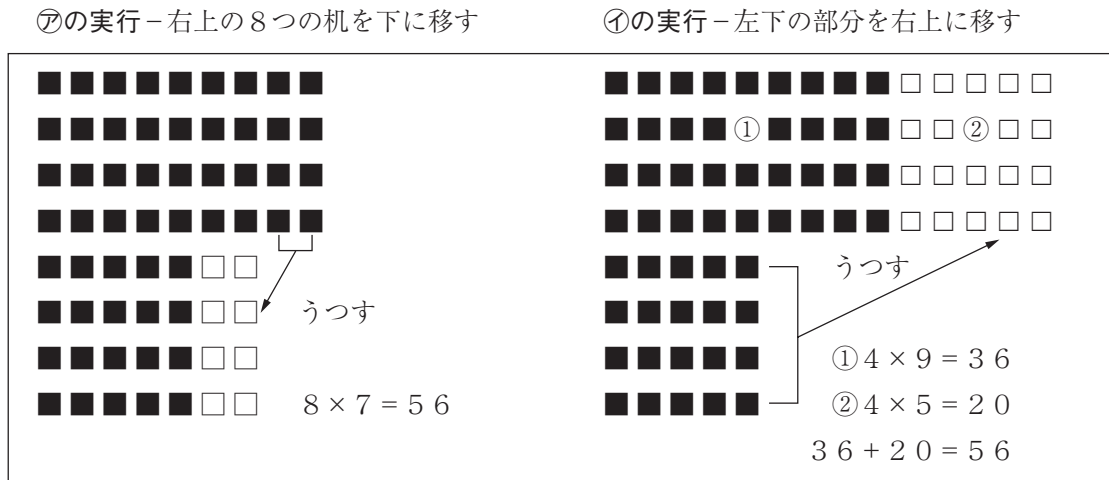 ㋐の実行－右上の８つの机を下に移す
うつす
８×７＝５６
㋑の実行－左下の部分を右上に移す
①
②
うつす
①４×９＝３６
②４×５＝２０
３６＋２０＝５６